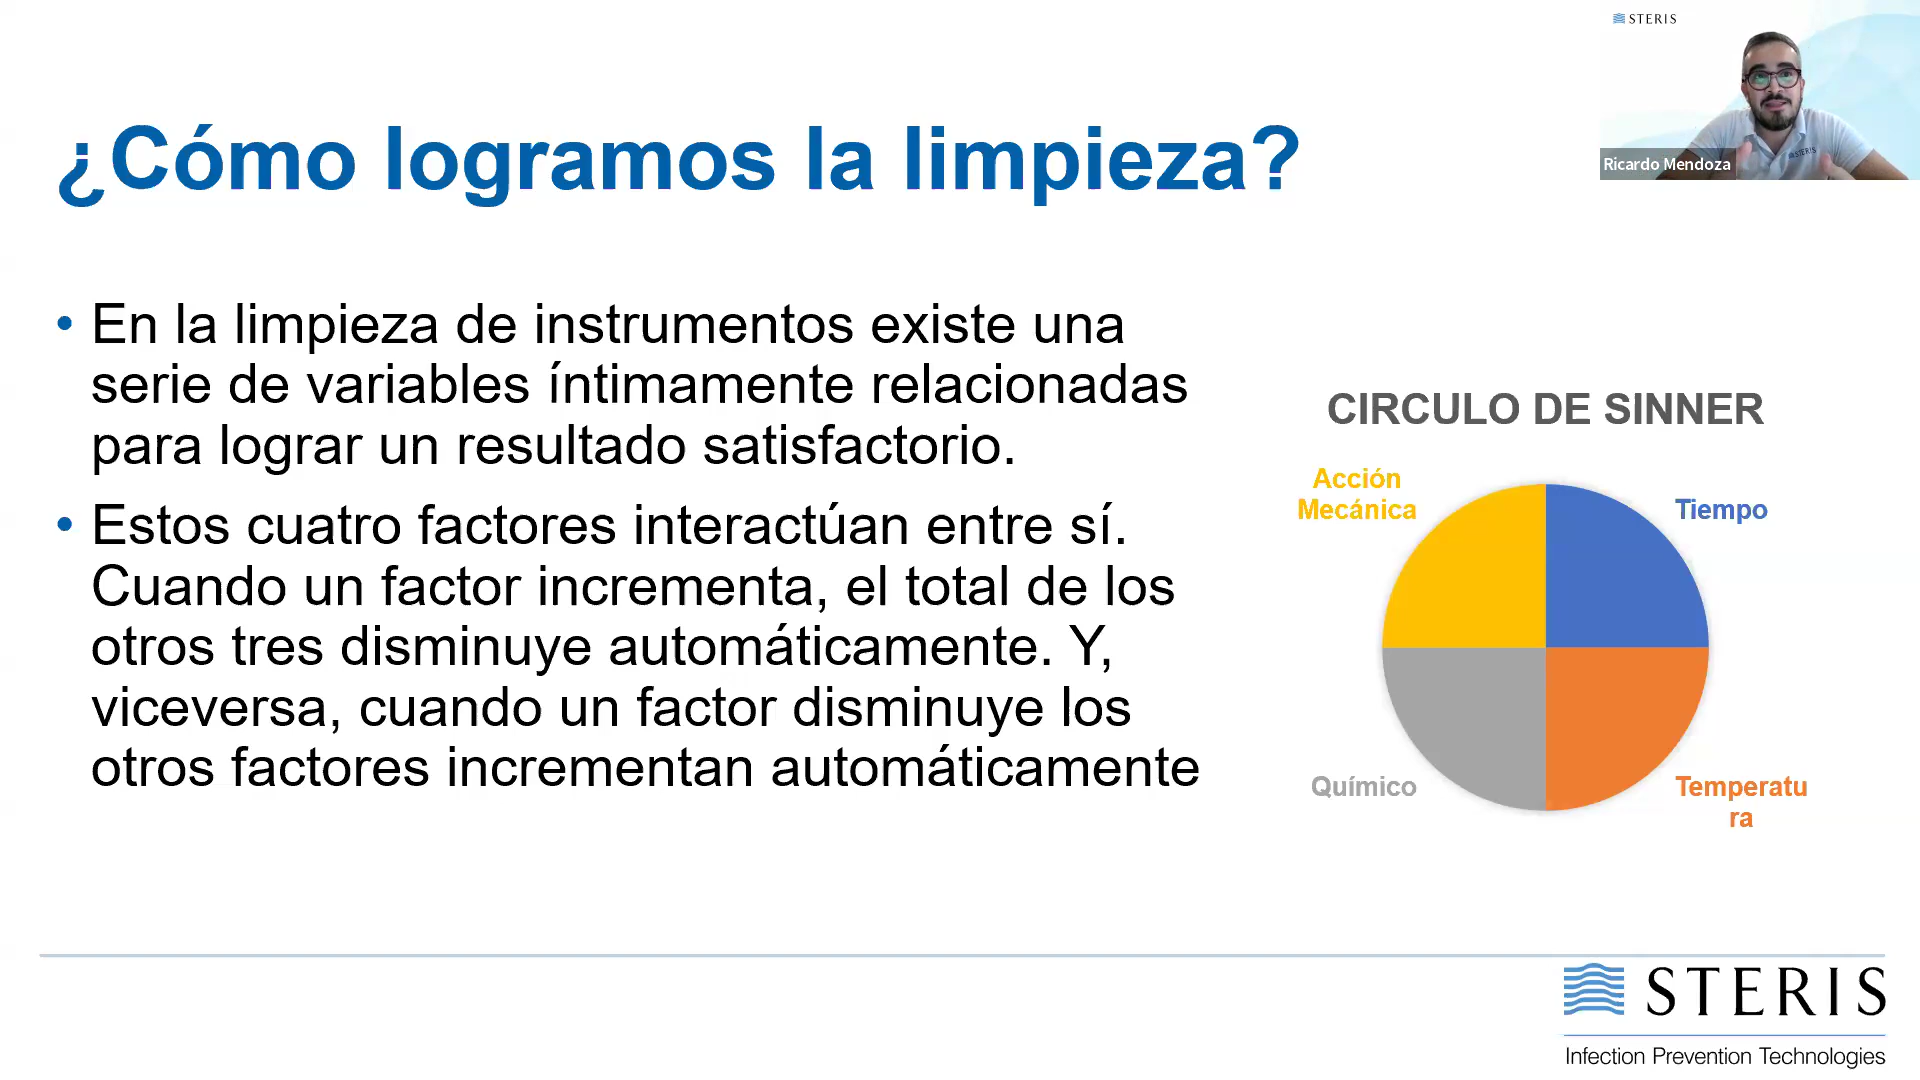 STERIS
Ricardo Mendoza
STERIS
¿Cómo logramos la limpieza?
• En la limpieza de instrumentos existe una
serie de variables íntimamente relacionadas
para lograr un resultado satisfactorio.
• Estos cuatro factores interactúan entre sí.
Cuando un factor incrementa, el total de los
otros tres disminuye automáticamente. Y,
viceversa, cuando un factor disminuye los
otros factores incrementan automáticamente
CIRCULO DE SINNER
Acción
Mecánica
Tiempo
Químico
Temperatu
ra
STERIS
Infection Prevention Technologies